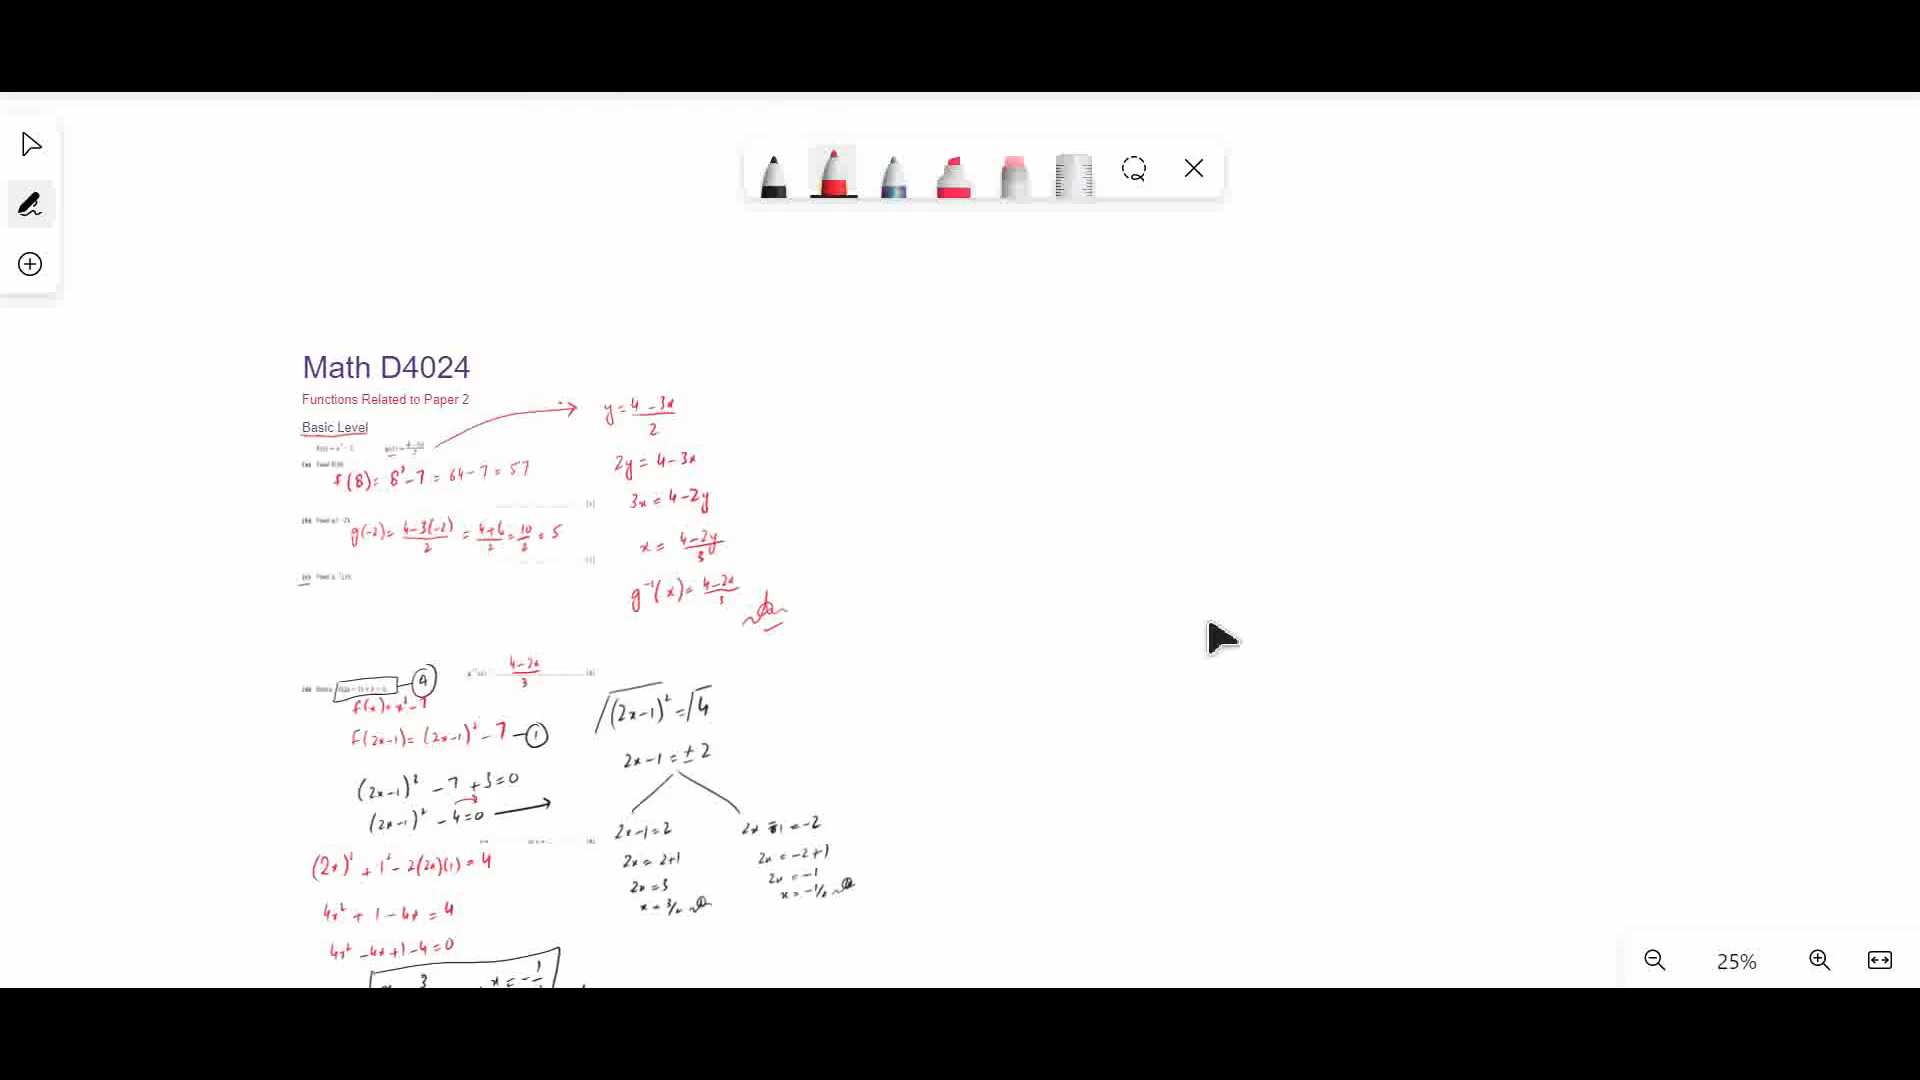 Math D4024
Functions Related to Paper 2
Basic Level
f(8) = 8² - 7 = 64 - 7 = 57
g(-2) = 4-3(-2)/2 = 4+6/2 = 10/2 = 5
y = 4 - 3x/2
2y = 4 - 3x
3x = 4 - 2y
x = 4 - 2y/3
g⁻¹(x) = 4 - 2x/3
4 - 2x/3
f(x) = x² - 7
f(2x-1) = (2x-1)² - 7 - 1
(2x-1)² - 7 + 3 = 0
(2x-1)² - 4 = 0
√(2x-1)² = √4
2x - 1 = ± 2
2x - 1 = 2
2x = 2 + 1
2x = 3
x = 3/2
2x - 1 = -2
2x = -2 + 1
2x = -1
x = -1/2
(2x)² + 1² - 2(2x)(1) = 4
4x² + 1 - 4x = 4
4x² - 4x + 1 - 4 = 0
25%